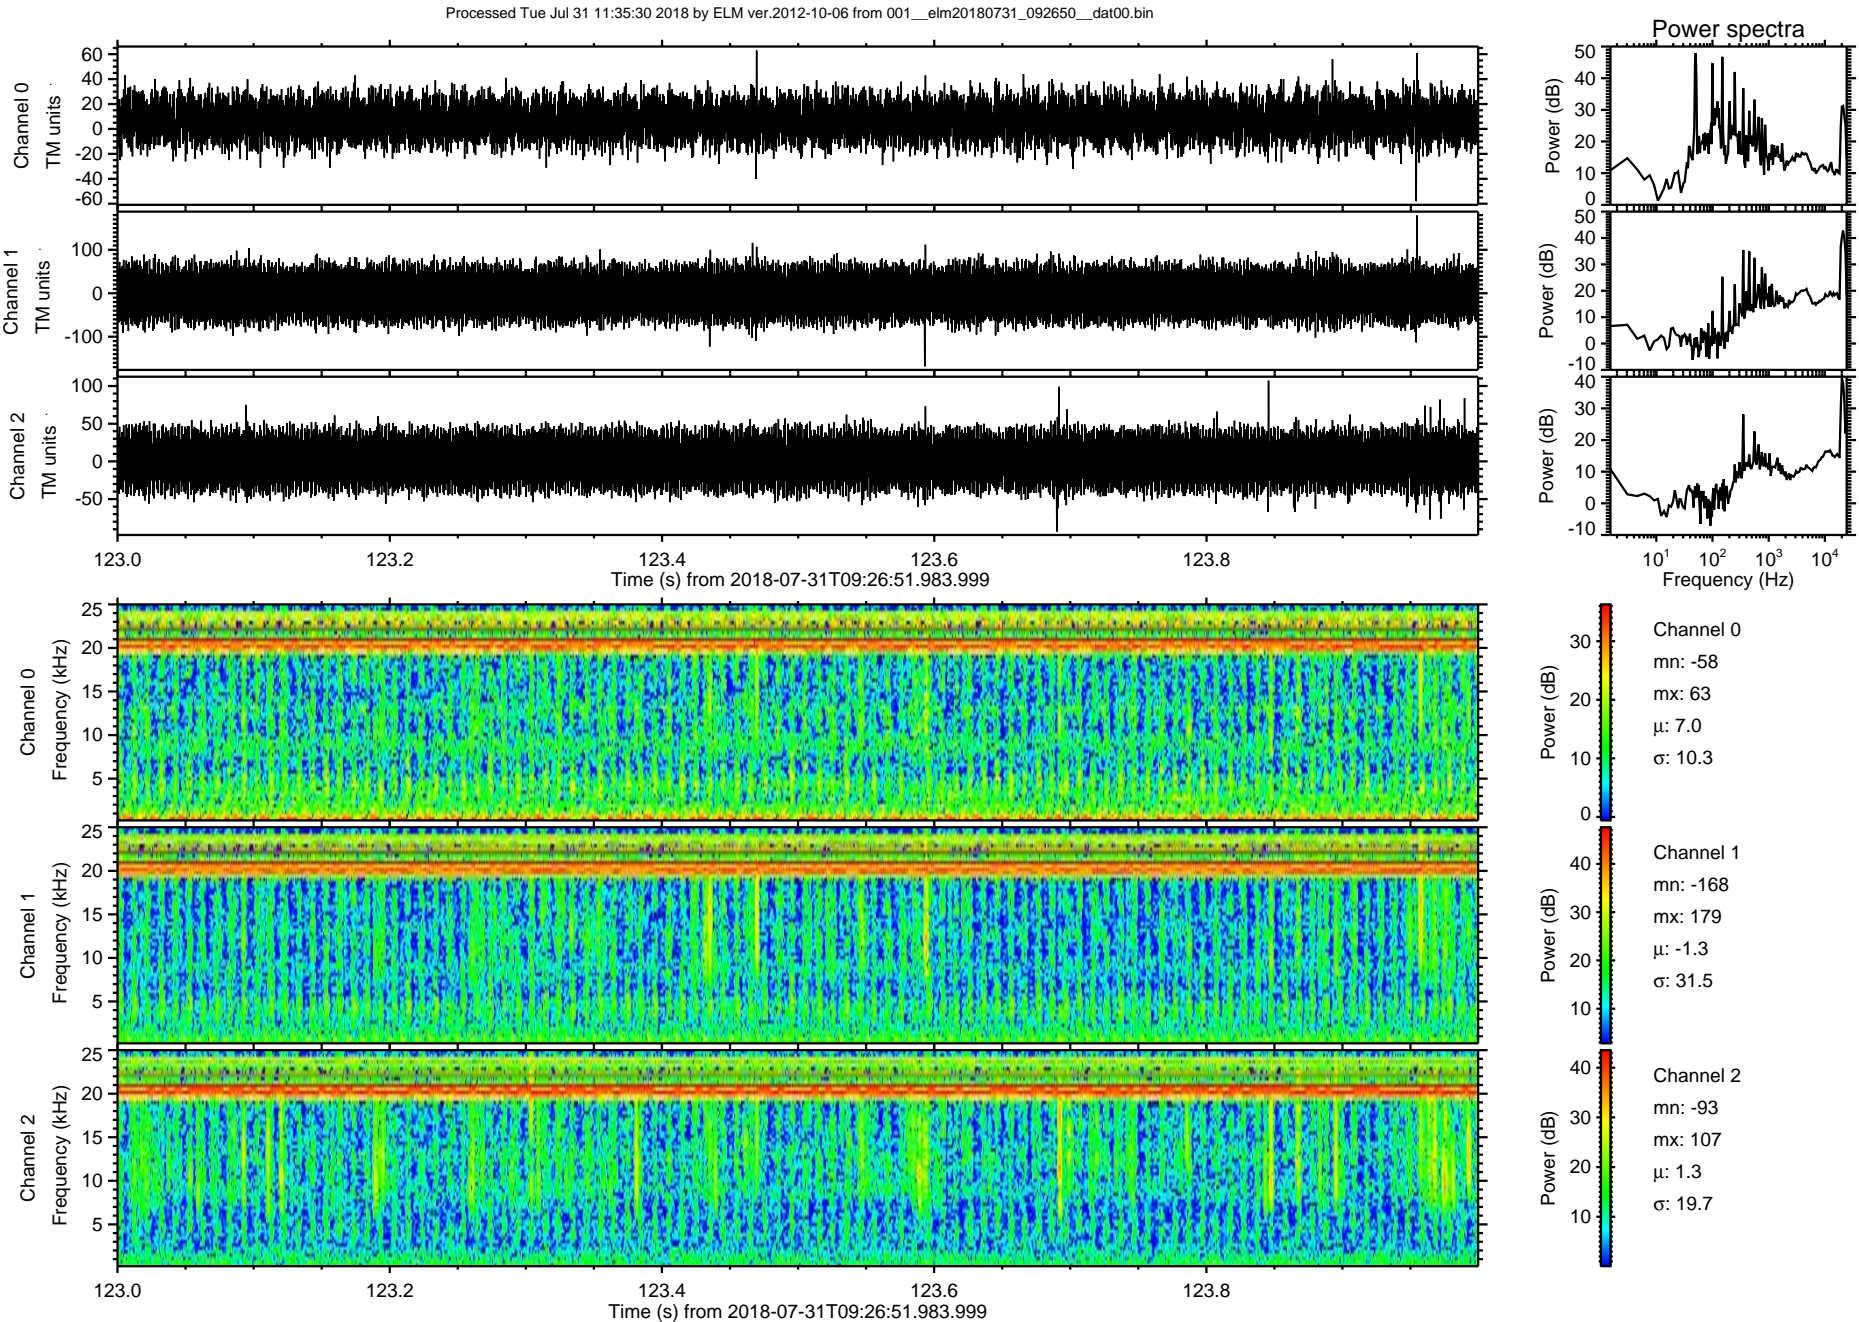 Processed Tue Jul 31 11:35:30 2018 by ELM ver.2012-10-06 from 001__elm20180731_092650__dat00.bin
Power spectra
Channel 0
TM units
60
40
20
0
-20
-40
-60
Power (dB)
50
40
30
20
10
0
Channel 1
TM units
100
0
-100
Power (dB)
50
40
30
20
10
0
-10
Channel 2
TM units
100
50
0
-50
Power (dB)
40
30
20
10
0
-10
123.0 123.2 123.4 123.6 123.8
Time (s) from 2018-07-31T09:26:51.983.999
10^1 10^2 10^3 10^4
Frequency (Hz)
Channel 0
Frequency (kHz)
25
20
15
10
5
Power (dB)
30
20
10
0
Channel 0
mn: -58
mx: 63
μ: 7.0
σ: 10.3
Channel 1
Frequency (kHz)
25
20
15
10
5
Power (dB)
40
30
20
10
Channel 1
mn: -168
mx: 179
μ: -1.3
σ: 31.5
Channel 2
Frequency (kHz)
25
20
15
10
5
Power (dB)
40
30
20
10
Channel 2
mn: -93
mx: 107
μ: 1.3
σ: 19.7
123.0 123.2 123.4 123.6 123.8
Time (s) from 2018-07-31T09:26:51.983.999